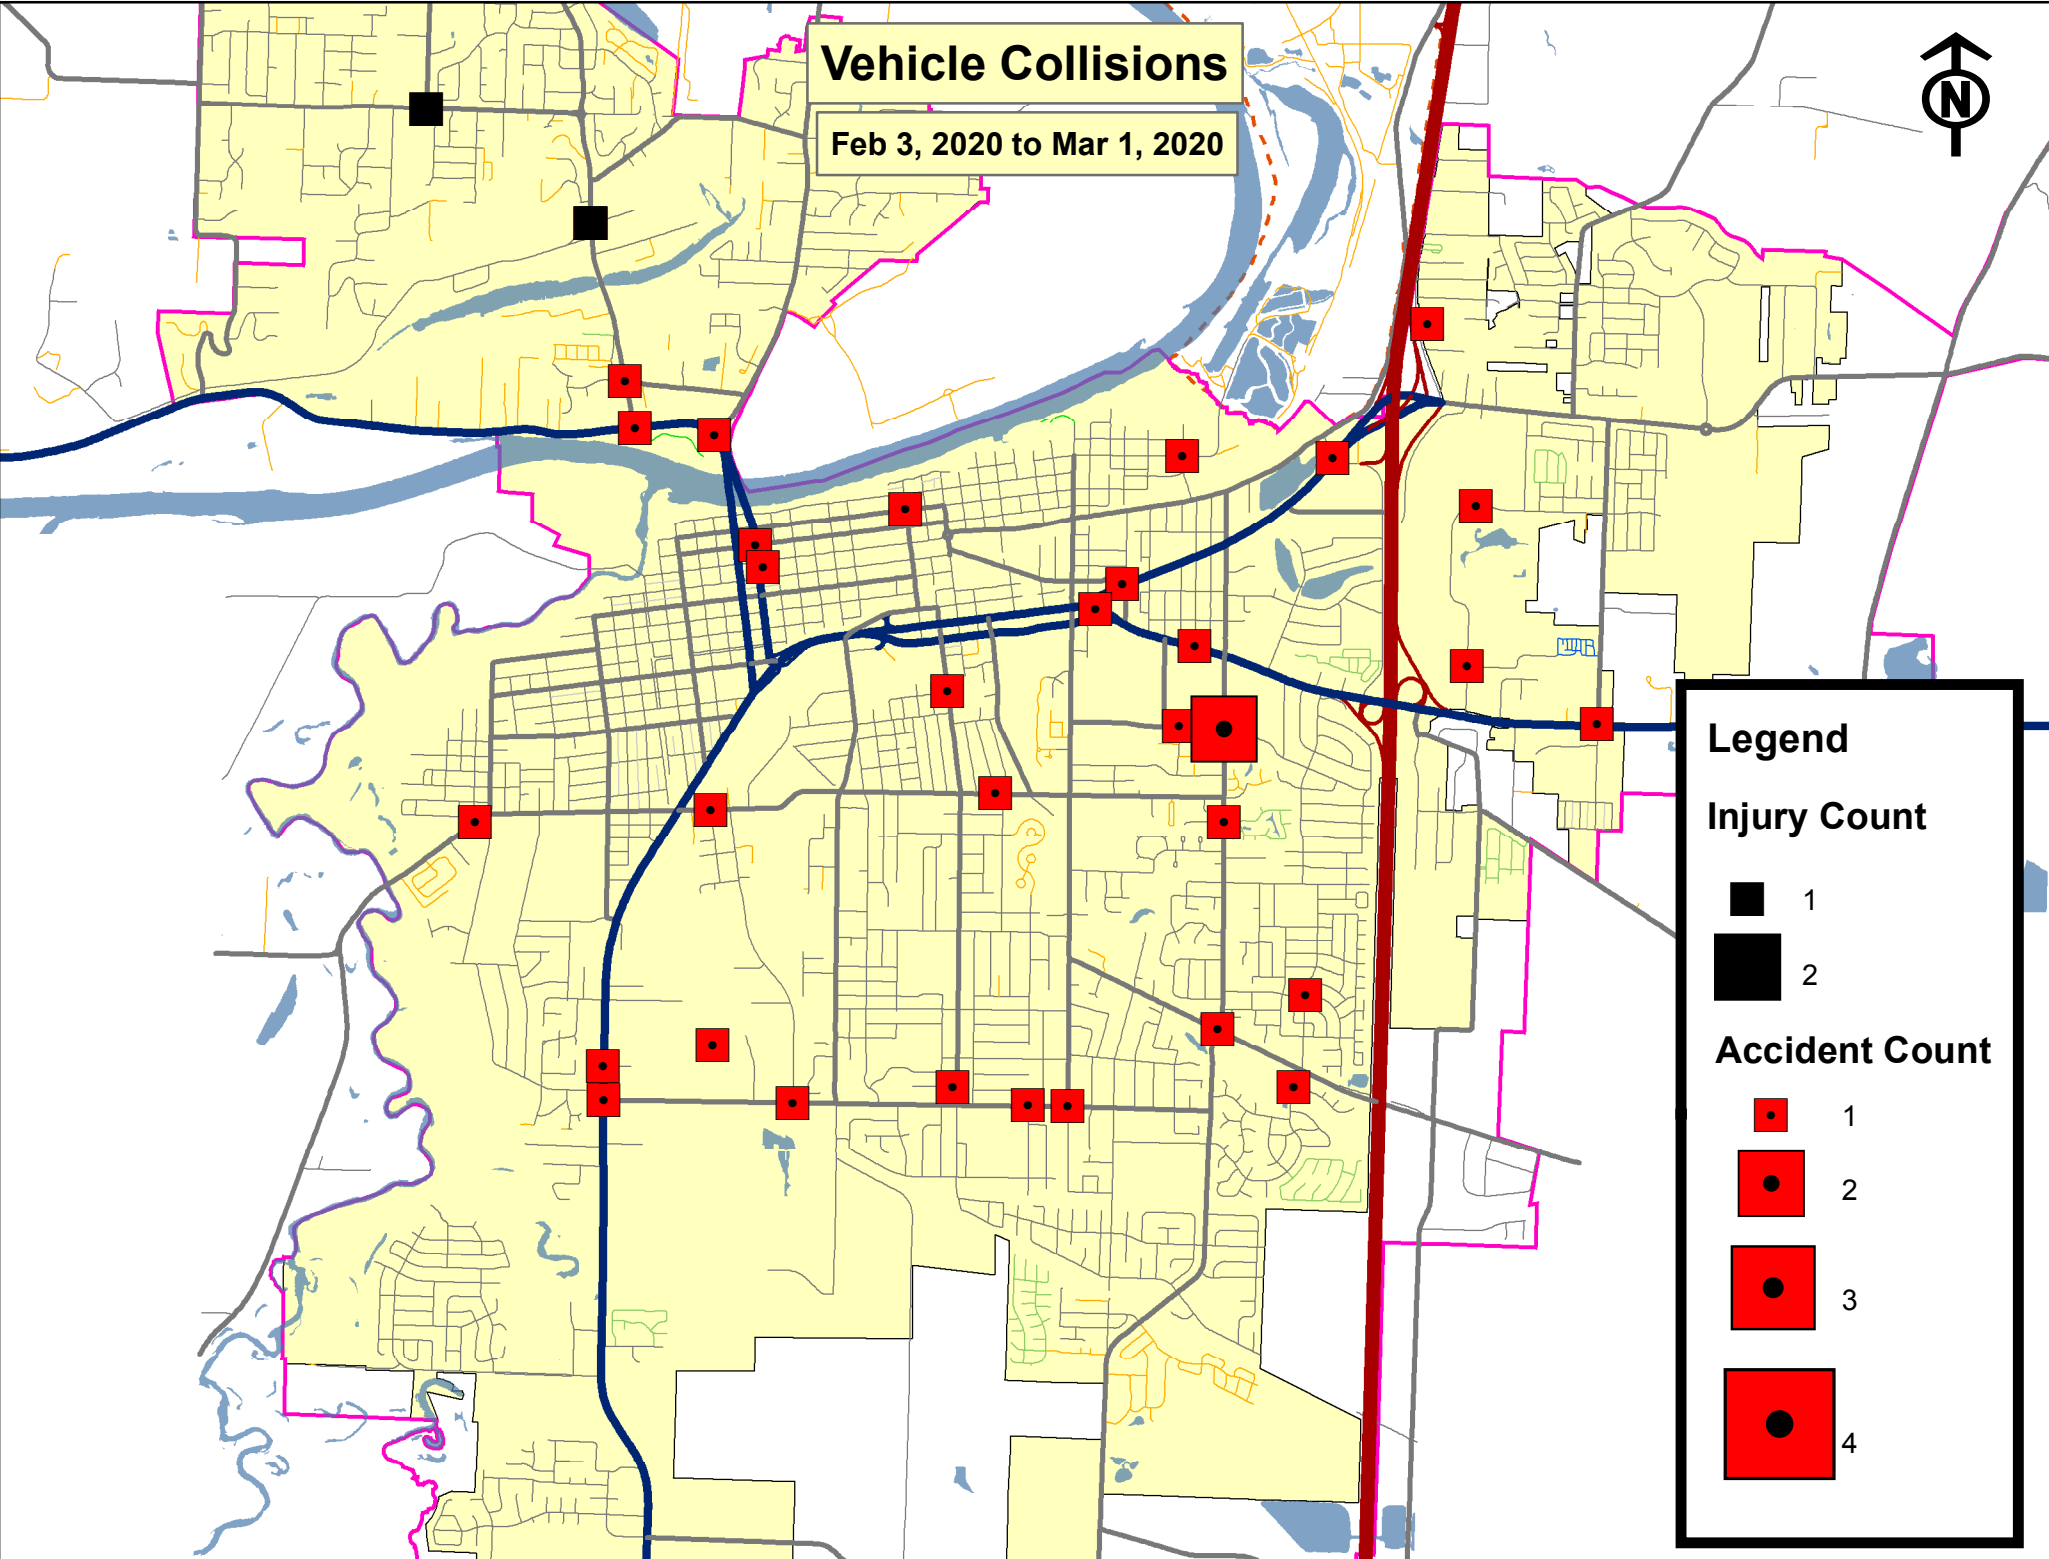 Vehicle Collisions
Feb 3, 2020 to Mar 1, 2020
N
Legend
Injury Count
1
2
Accident Count
1
2
3
4